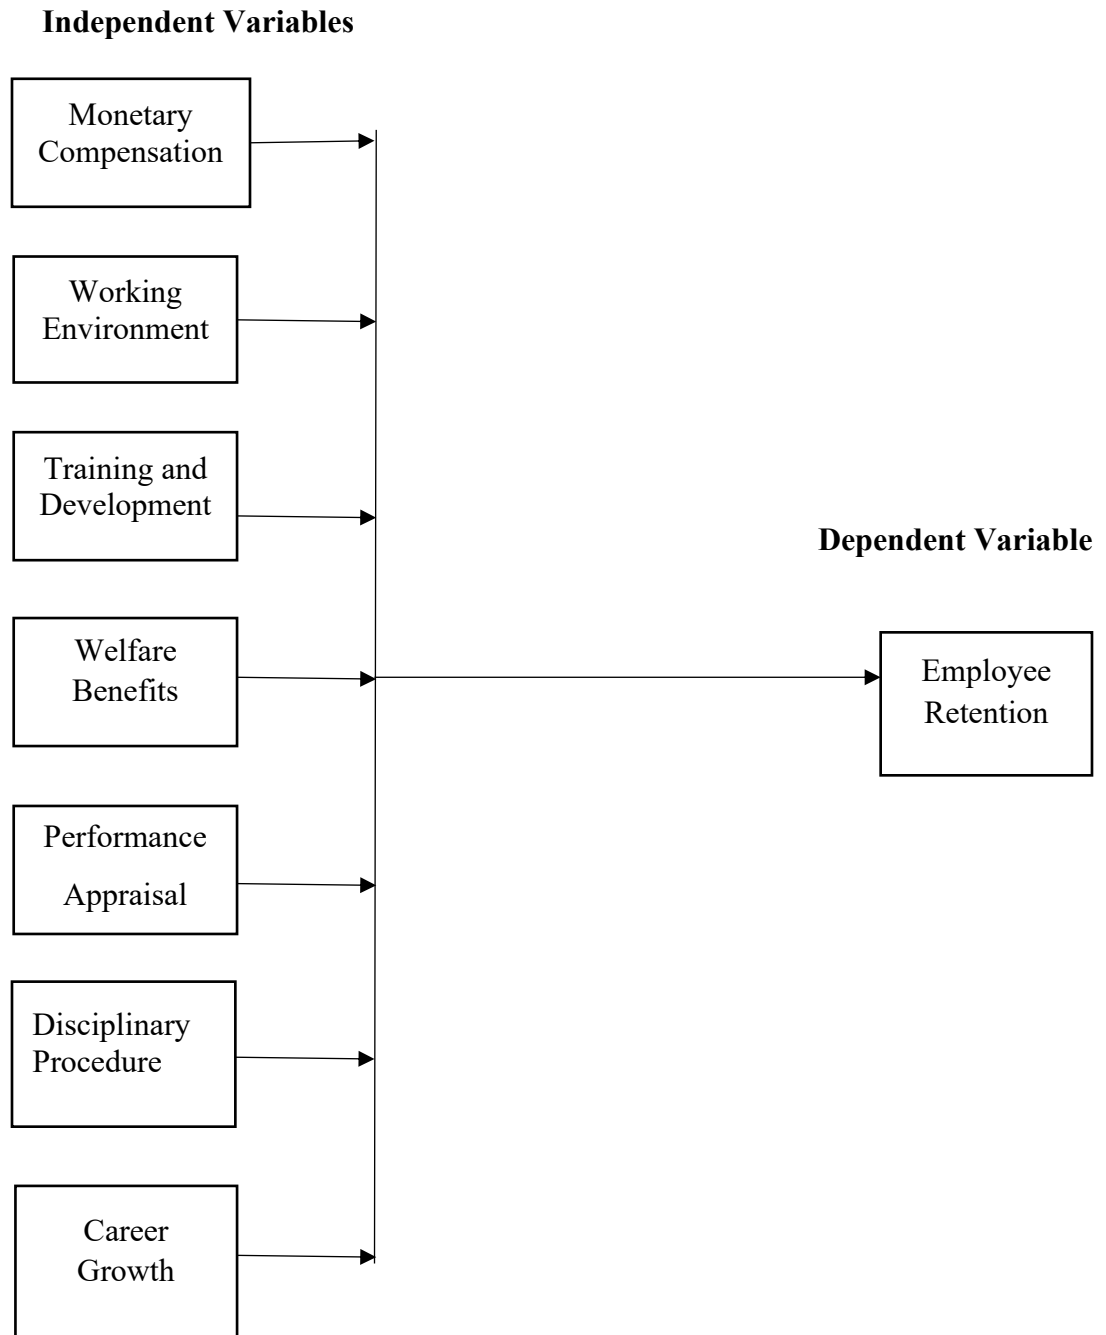 Independent Variables
Monetary
Compensation
Working
Environment
Training and
Development
Dependent Variable
Welfare
Benefits
Employee
Retention
Performance
Appraisal
Disciplinary
Procedure
Career
Growth